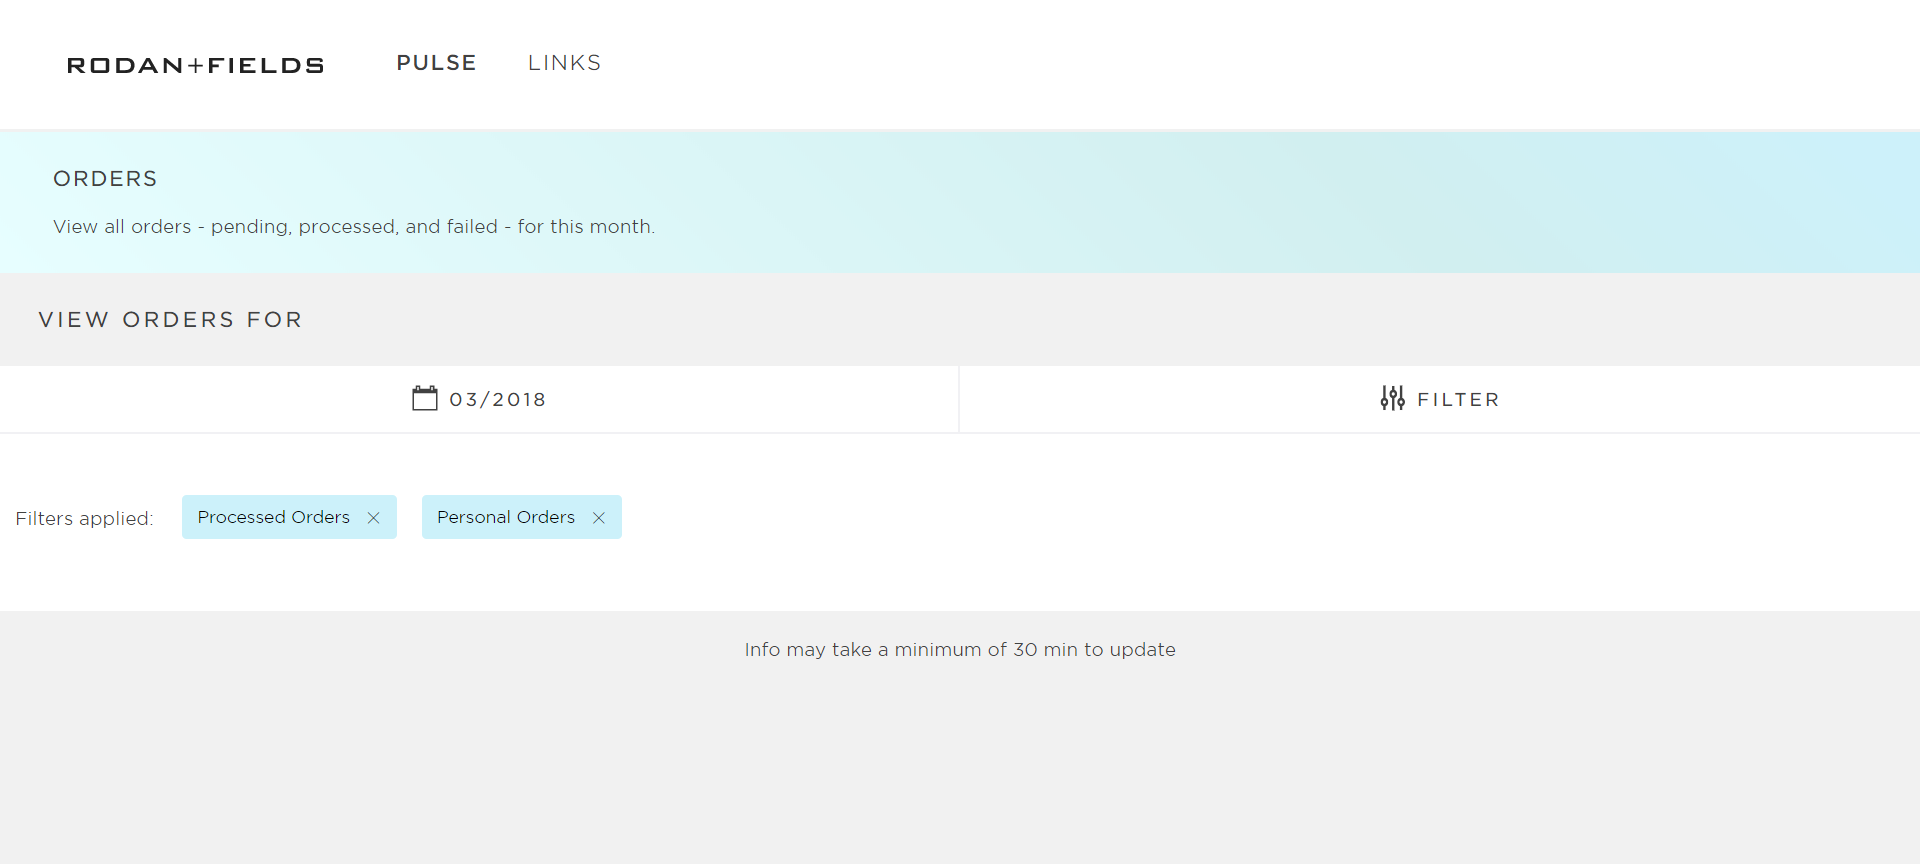 RODAN+FIELDS PULSE LINKS
ORDERS
View all orders - pending, processed, and failed - for this month.
VIEW ORDERS FOR
03/2018 FILTER
Filters applied: Processed Orders Personal Orders
Info may take a minimum of 30 min to update